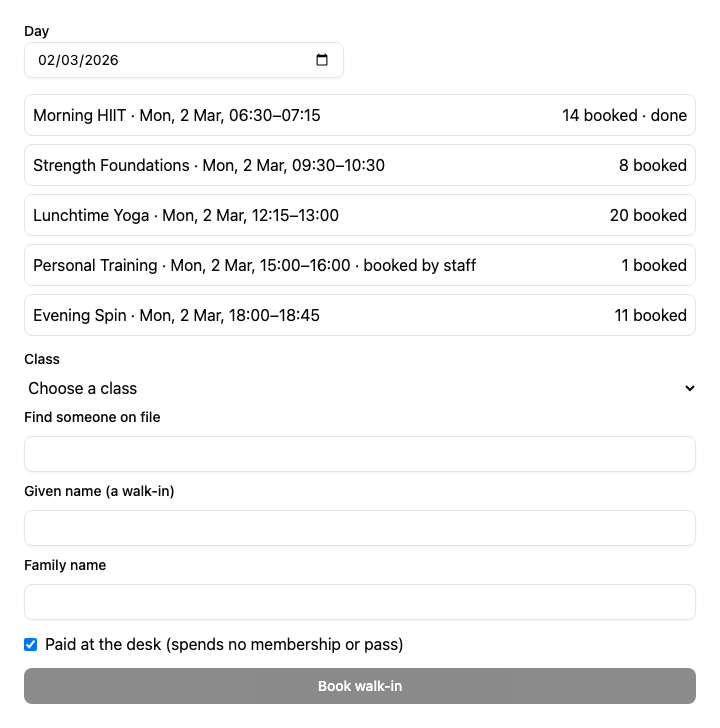 Day
02/03/2026
Morning HIIT · Mon, 2 Mar, 06:30–07:15 14 booked · done
Strength Foundations · Mon, 2 Mar, 09:30–10:30 8 booked
Lunchtime Yoga · Mon, 2 Mar, 12:15–13:00 20 booked
Personal Training · Mon, 2 Mar, 15:00–16:00 · booked by staff 1 booked
Evening Spin · Mon, 2 Mar, 18:00–18:45 11 booked
Class
Choose a class
Find someone on file
Given name (a walk-in)
Family name
Paid at the desk (spends no membership or pass)
Book walk-in